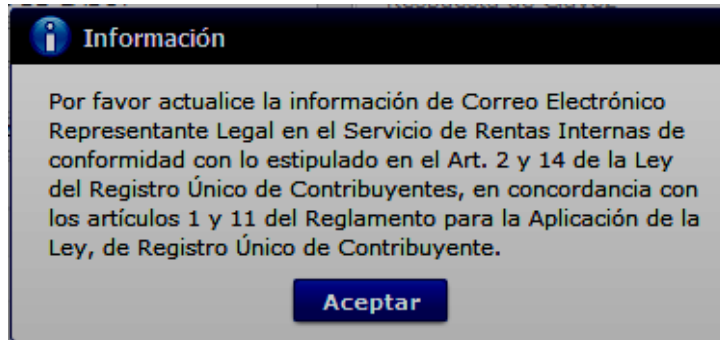 Información
Por favor actualice la información de Correo Electrónico
Representante Legal en el Servicio de Rentas Internas de
conformidad con lo estipulado en el Art. 2 y 14 de la Ley
del Registro Único de Contribuyentes, en concordancia con
los artículos 1 y 11 del Reglamento para la Aplicación de la
Ley, de Registro Único de Contribuyente.
Aceptar